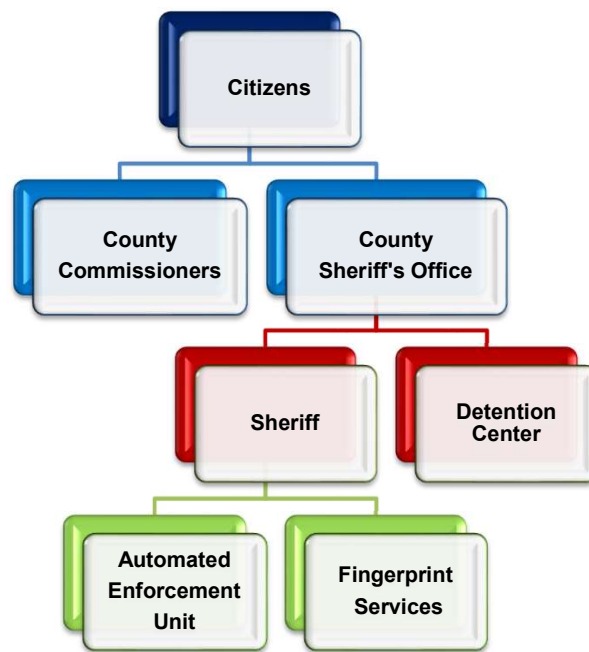 Citizens
County
Commissioners
County
Sheriff's Office
Sheriff
Detention
Center
Automated
Enforcement
Unit
Fingerprint
Services